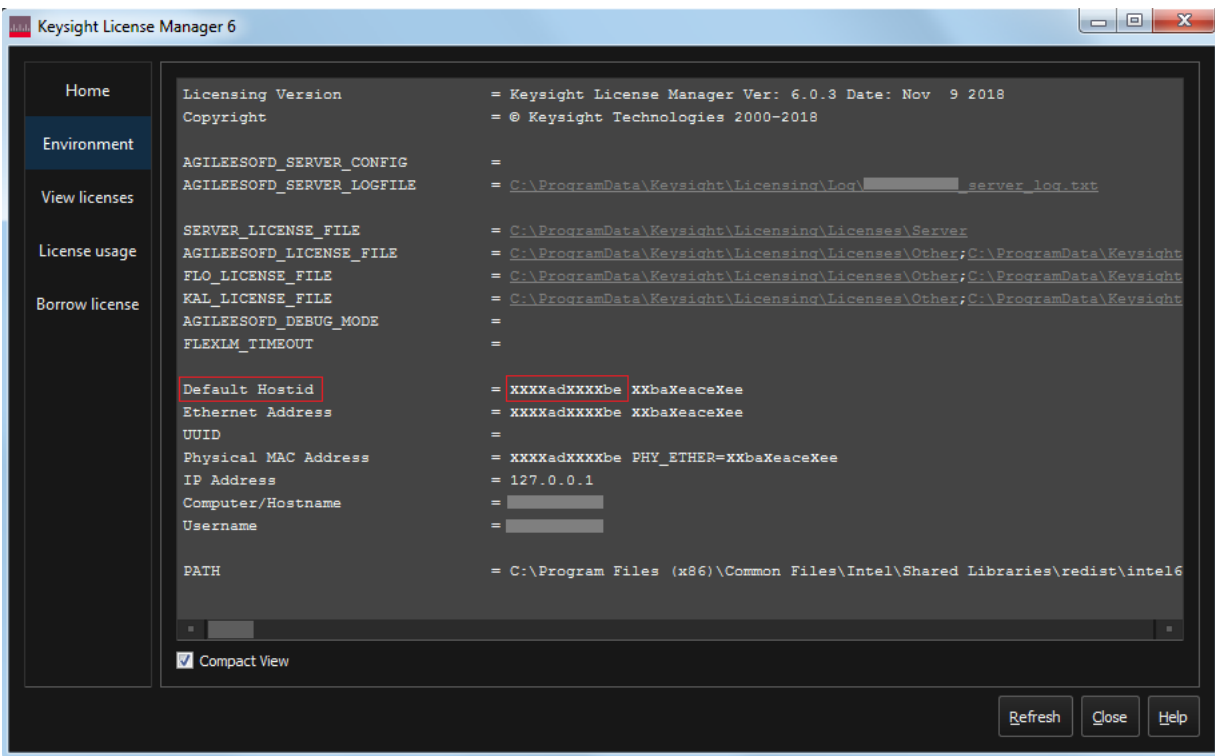 Keysight License Manager 6
Home
Environment
View licenses
License usage
Borrow license
Licensing Version = Keysight License Manager Ver: 6.0.3 Date: Nov 9 2018
Copyright = © Keysight Technologies 2000-2018
AGILEESOFD_SERVER_CONFIG =
AGILEESOFD_SERVER_LOGFILE = C:\ProgramData\Keysight\Licensing\Log\ _server_log.txt
SERVER_LICENSE_FILE = C:\ProgramData\Keysight\Licensing\Licenses\Server
AGILEESOFD_LICENSE_FILE = C:\ProgramData\Keysight\Licensing\Licenses\Other;C:\ProgramData\Keysight
FLO_LICENSE_FILE = C:\ProgramData\Keysight\Licensing\Licenses\Other;C:\ProgramData\Keysight
KAL_LICENSE_FILE = C:\ProgramData\Keysight\Licensing\Licenses\Other;C:\ProgramData\Keysight
AGILEESOFD_DEBUG_MODE =
FLEXLM_TIMEOUT =
Default Hostid = XXXXadXXXXbe XXbaXeaceXee
Ethernet Address = XXXXadXXXXbe XXbaXeaceXee
UUID =
Physical MAC Address = XXXXadXXXXbe PHY_ETHER=XXbaXeaceXee
IP Address = 127.0.0.1
Computer/Hostname =
Username =
PATH = C:\Program Files (x86)\Common Files\Intel\Shared Libraries\redist\intel6
Compact View
Refresh
Close
Help